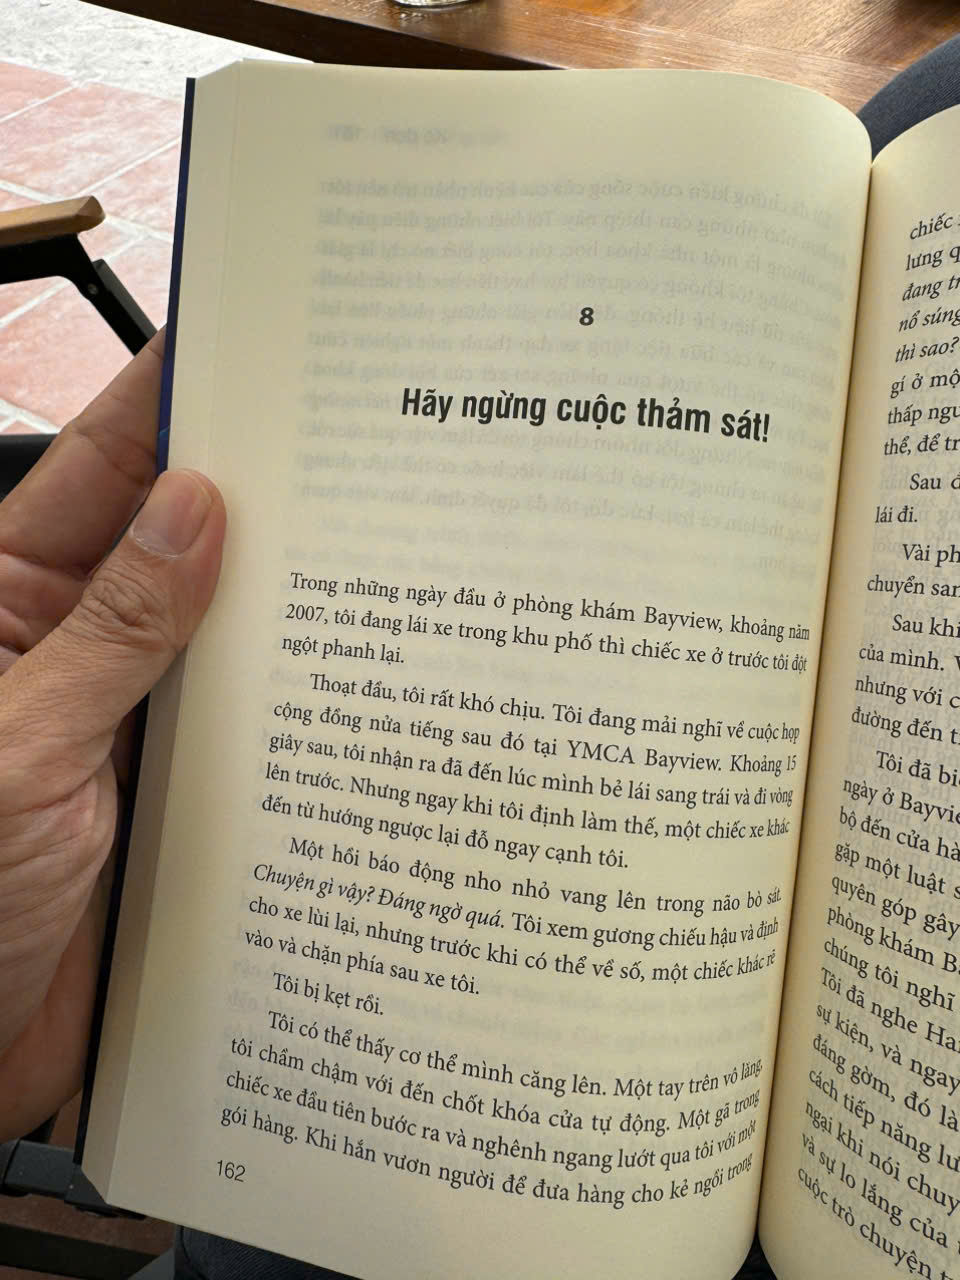 8
Hãy ngừng cuộc thảm sát!
Trong những ngày đầu ở phòng khám Bayview, khoảng năm
2007, tôi đang lái xe trong khu phố thì chiếc xe ở trước tôi đột
ngột phanh lại.
Thoạt đầu, tôi rất khó chịu. Tôi đang mải nghĩ về cuộc họp
cộng đồng nửa tiếng sau đó tại YMCA Bayview. Khoảng 15
giây sau, tôi nhận ra đã đến lúc mình bẻ lái sang trái và đi vòng
lên trước. Nhưng ngay khi tôi định làm thế, một chiếc xe khác
đến từ hướng ngược lại đỗ ngay cạnh tôi.
Một hồi báo động nho nhỏ vang lên trong não bò sát.
Chuyện gì vậy? Đáng ngờ quá. Tôi xem gương chiếu hậu và định
cho xe lùi lại, nhưng trước khi có thể về số, một chiếc khác rẽ
vào và chặn phía sau xe tôi.
Tôi bị kẹt rồi.
Tôi có thể thấy cơ thể mình căng lên. Một tay trên vô lăng,
tôi chầm chậm với đến chốt khóa cửa tự động. Một gã trong
chiếc xe đầu tiên bước ra và nghênh ngang lướt qua tôi với một
gói hàng. Khi hắn vươn người để đưa hàng cho kẻ ngồi trong
162
chiếc
lưng
đang
nổ súng
thì sao?
gí ở
thấp
thể, để
Sau
lái đi.
Vài
chuyển
Sau khi
của mình.
nhưng với
đường đến
Tôi đã
ngày ở
bộ đến cửa
gặp một luật
quyên góp gây
phòng khám
chúng tôi nghĩ
Tôi đã nghe
sự kiện, và ngay
đáng gờm, đó là
cách tiếp năng
ngại khi nói
và sự lo lắng của
cuộc trò chuyện